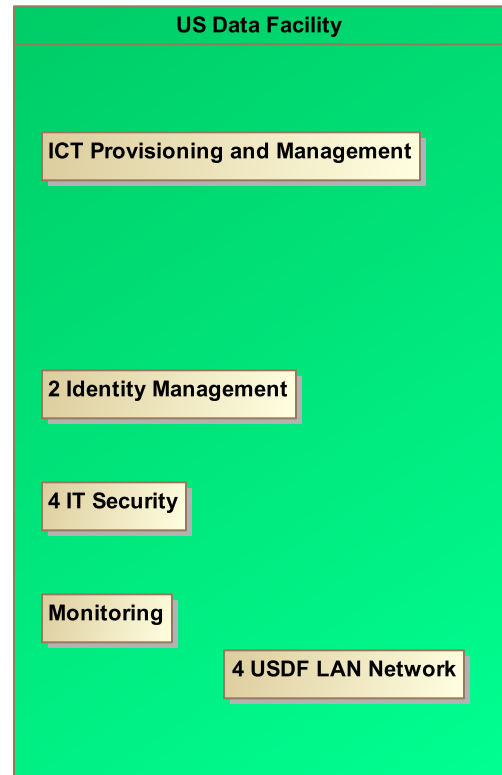 US Data Facility
ICT Provisioning and Management
2 Identity Management
4 IT Security
Monitoring
4 USDF LAN Network